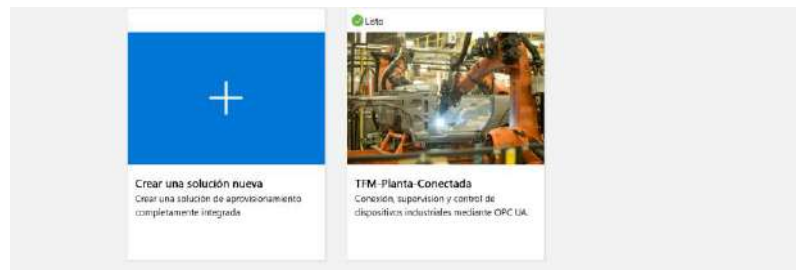 Listo
Crear una solución nueva
Crear una solución de aprovisionamiento
completamente integrada
TFM-Planta-Conectada
Conexión, supervisión y control de
dispositivos industriales mediante OPC UA.